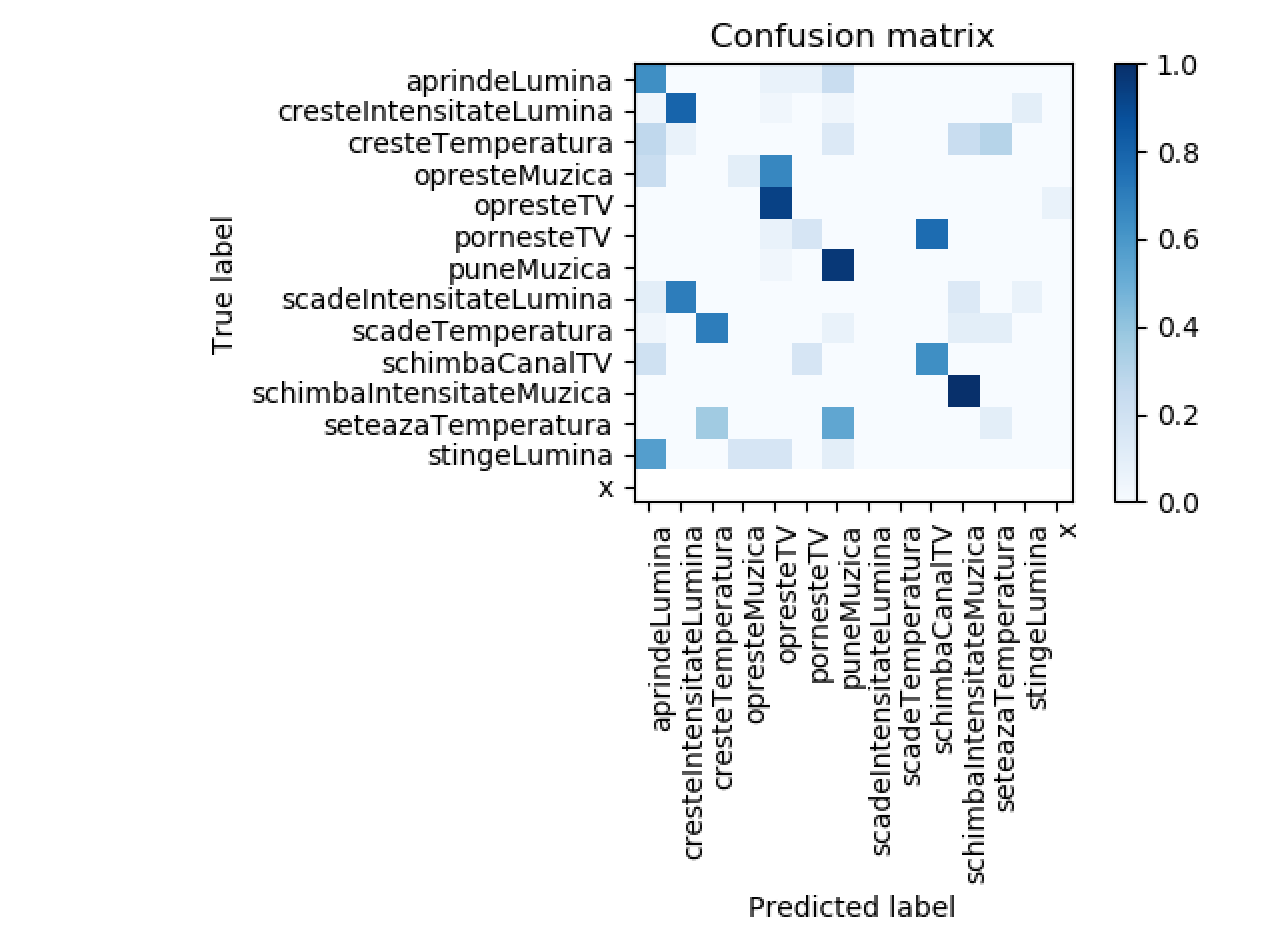 Confusion matrix
True label
aprindeLumina
cresteIntensitateLumina
cresteTemperatura
opresteMuzica
opresteTV
pornesteTV
puneMuzica
scadeIntensitateLumina
scadeTemperatura
schimbaCanalTV
schimbaIntensitateMuzica
seteazaTemperatura
stingeLumina
x
1.0
0.8
0.6
0.4
0.2
0.0
aprindeLumina
cresteIntensitateLumina
cresteTemperatura
opresteMuzica
opresteTV
pornesteTV
puneMuzica
scadeIntensitateLumina
scadeTemperatura
schimbaCanalTV
schimbaIntensitateMuzica
seteazaTemperatura
stingeLumina
x
Predicted label